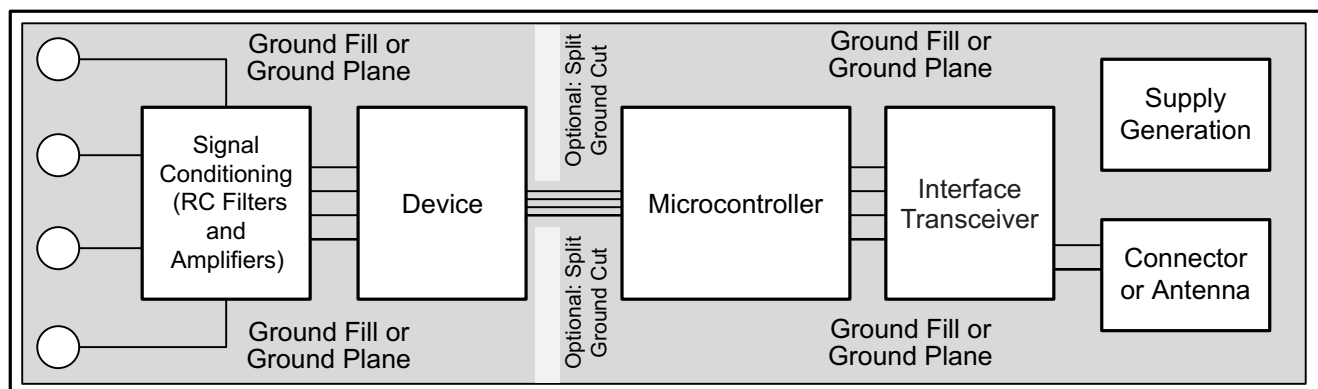 Ground Fill or
Ground Plane
Optional: Split
Ground Cut
Ground Fill or
Ground Plane
Supply
Generation
Signal
Conditioning
(RC Filters
and
Amplifiers)
Device
Microcontroller
Interface
Transceiver
Connector
or Antenna
Ground Fill or
Ground Plane
Optional: Split
Ground Cut
Ground Fill or
Ground Plane